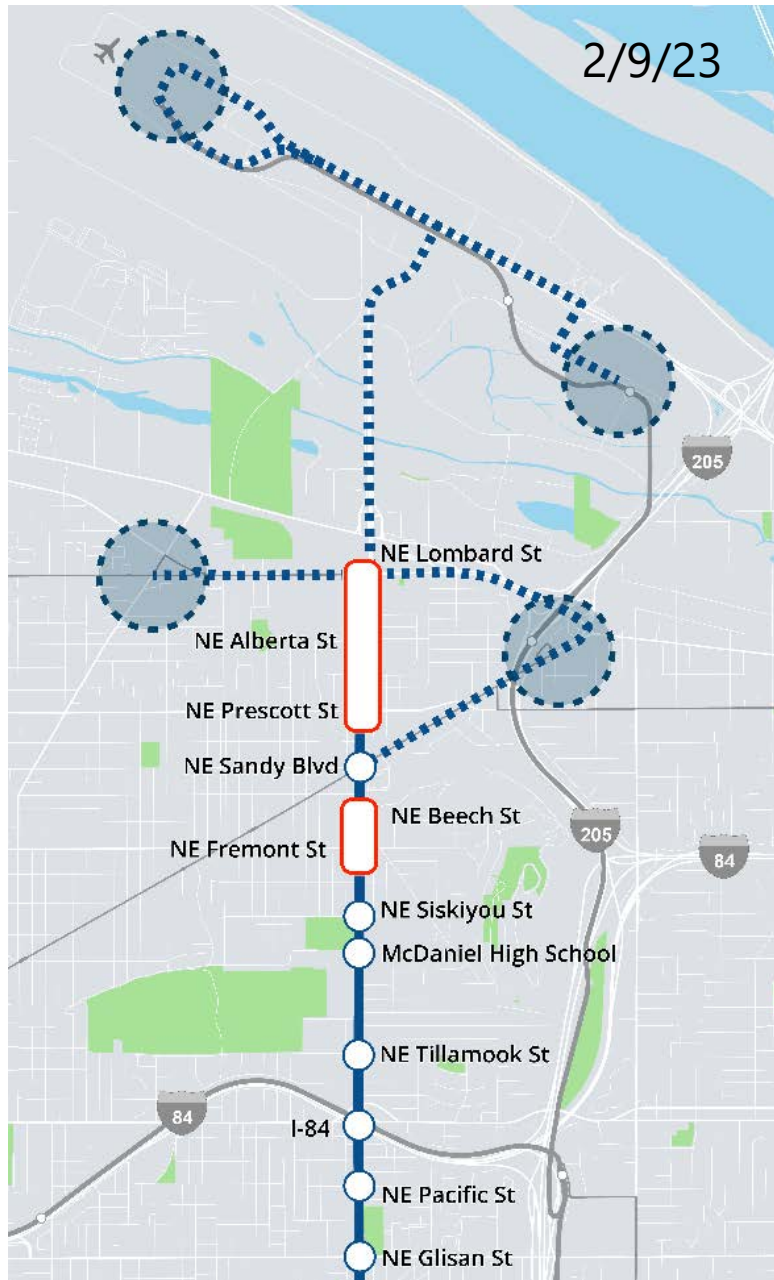 2/9/23
205
NE Lombard St
NE Alberta St
NE Prescott St
NE Sandy Blvd
NE Beech St
205
NE Fremont St
84
NE Siskiyou St
McDaniel High School
NE Tillamook St
84
I-84
NE Pacific St
NE Glisan St